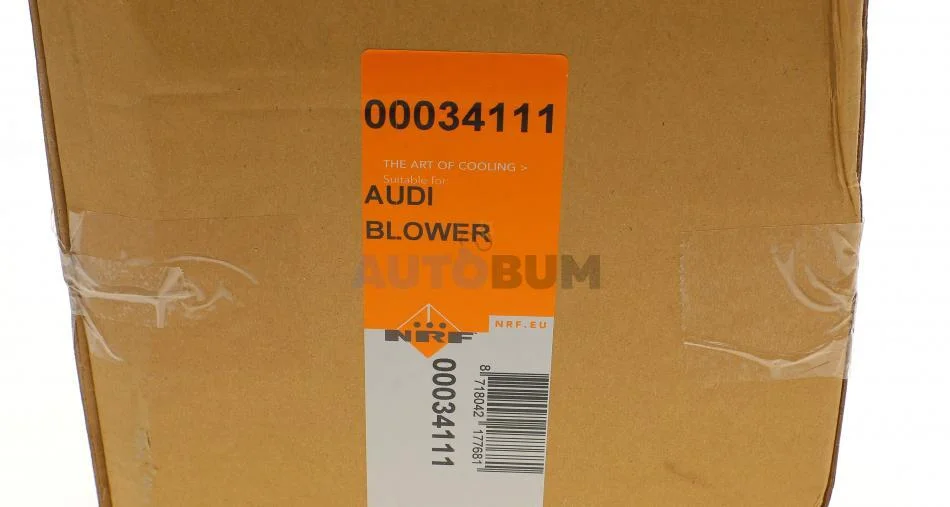 00034111
THE ART OF COOLING >
Suitable for:
AUDI
BLOWER
AUTOBUM
NRF
NRF.EU
00034111
8 718042 177681